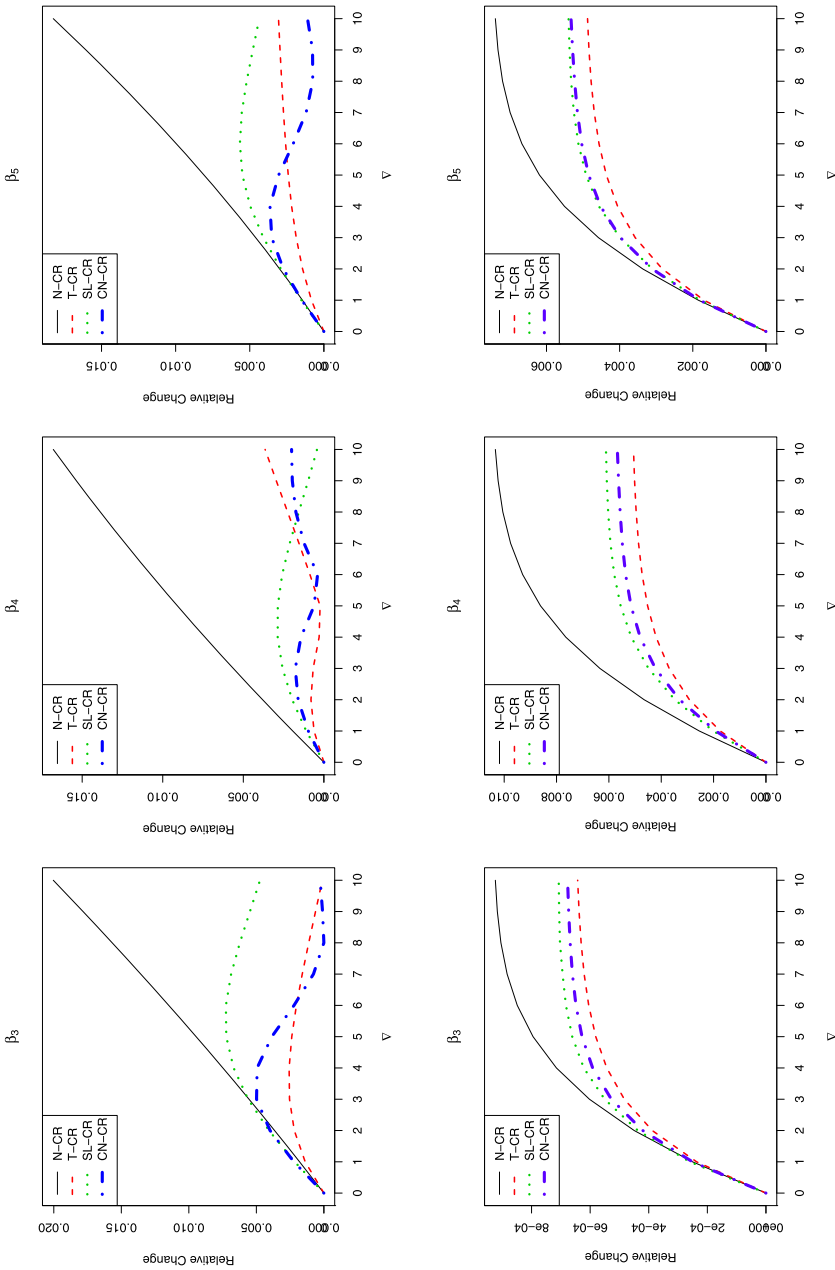 β3
N−CR
T−CR
SL−CR
CN−CR
Relative Change
0.020
0.015
0.010
0.005
0.000
0 1 2 3 4 5 6 7 8 9 10
Δ
β4
N−CR
T−CR
SL−CR
CN−CR
Relative Change
0.015
0.010
0.005
0.000
0 1 2 3 4 5 6 7 8 9 10
Δ
β5
N−CR
T−CR
SL−CR
CN−CR
Relative Change
0.015
0.010
0.005
0.000
0 1 2 3 4 5 6 7 8 9 10
Δ
β3
N−CR
T−CR
SL−CR
CN−CR
Relative Change
8e−04
6e−04
4e−04
2e−04
0e+00
0 1 2 3 4 5 6 7 8 9 10
Δ
β4
N−CR
T−CR
SL−CR
CN−CR
Relative Change
0.010
0.008
0.006
0.004
0.002
0.000
0 1 2 3 4 5 6 7 8 9 10
Δ
β5
N−CR
T−CR
SL−CR
CN−CR
Relative Change
0.006
0.004
0.002
0.000
0 1 2 3 4 5 6 7 8 9 10
Δ